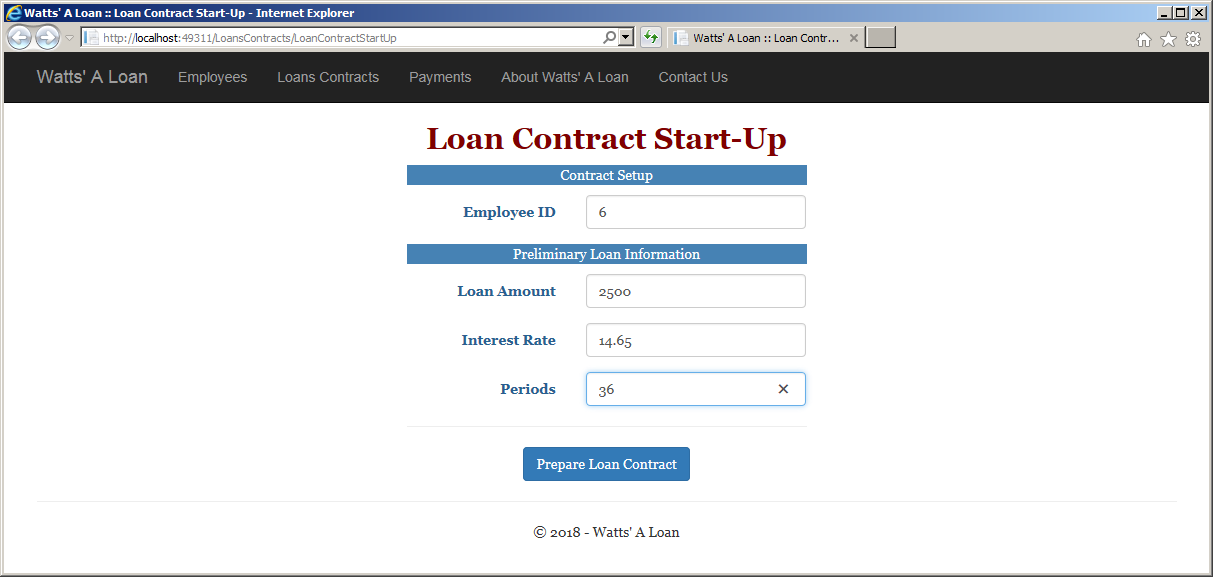 Watts' A Loan :: Loan Contract Start-Up - Internet Explorer
http://localhost:49311/LoansContracts/LoanContractStartUp
Watts' A Loan :: Loan Contr...
Watts' A Loan Employees Loans Contracts Payments About Watts' A Loan Contact Us
Loan Contract Start-Up
Contract Setup
Employee ID 6
Preliminary Loan Information
Loan Amount 2500
Interest Rate 14.65
Periods 36
Prepare Loan Contract
© 2018 - Watts' A Loan